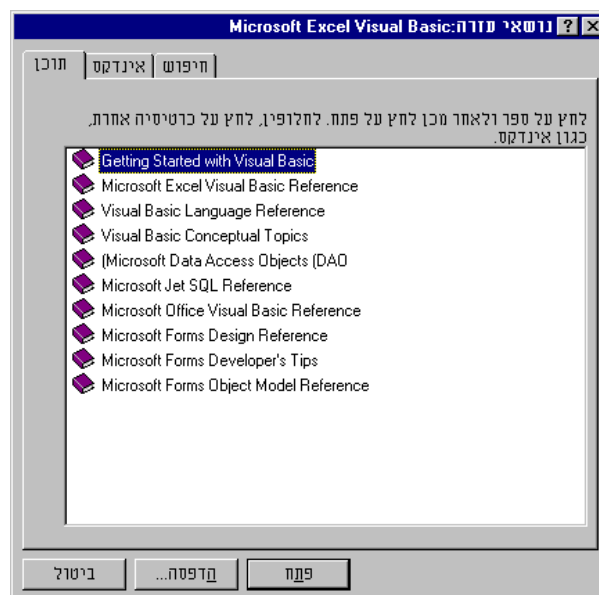 נושאי עזרה:Microsoft Excel Visual Basic
תוכן
אינדקס
חיפוש
לחץ על ספר ולאחר מכן לחץ על פתח. לחלופין, לחץ על כרטיסיה אחרת,
כגון אינדקס.
Getting Started with Visual Basic
Microsoft Excel Visual Basic Reference
Visual Basic Language Reference
Visual Basic Conceptual Topics
(Microsoft Data Access Objects (DAO
Microsoft Jet SQL Reference
Microsoft Office Visual Basic Reference
Microsoft Forms Design Reference
Microsoft Forms Developer's Tips
Microsoft Forms Object Model Reference
פתח
הדפסה...
ביטול